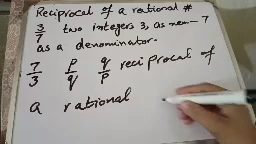 Reciprocal of a rational #
3/7 two integers 3, as num– 7
as a denominator.
7/3 p/q q/p reciprocal of
a rational